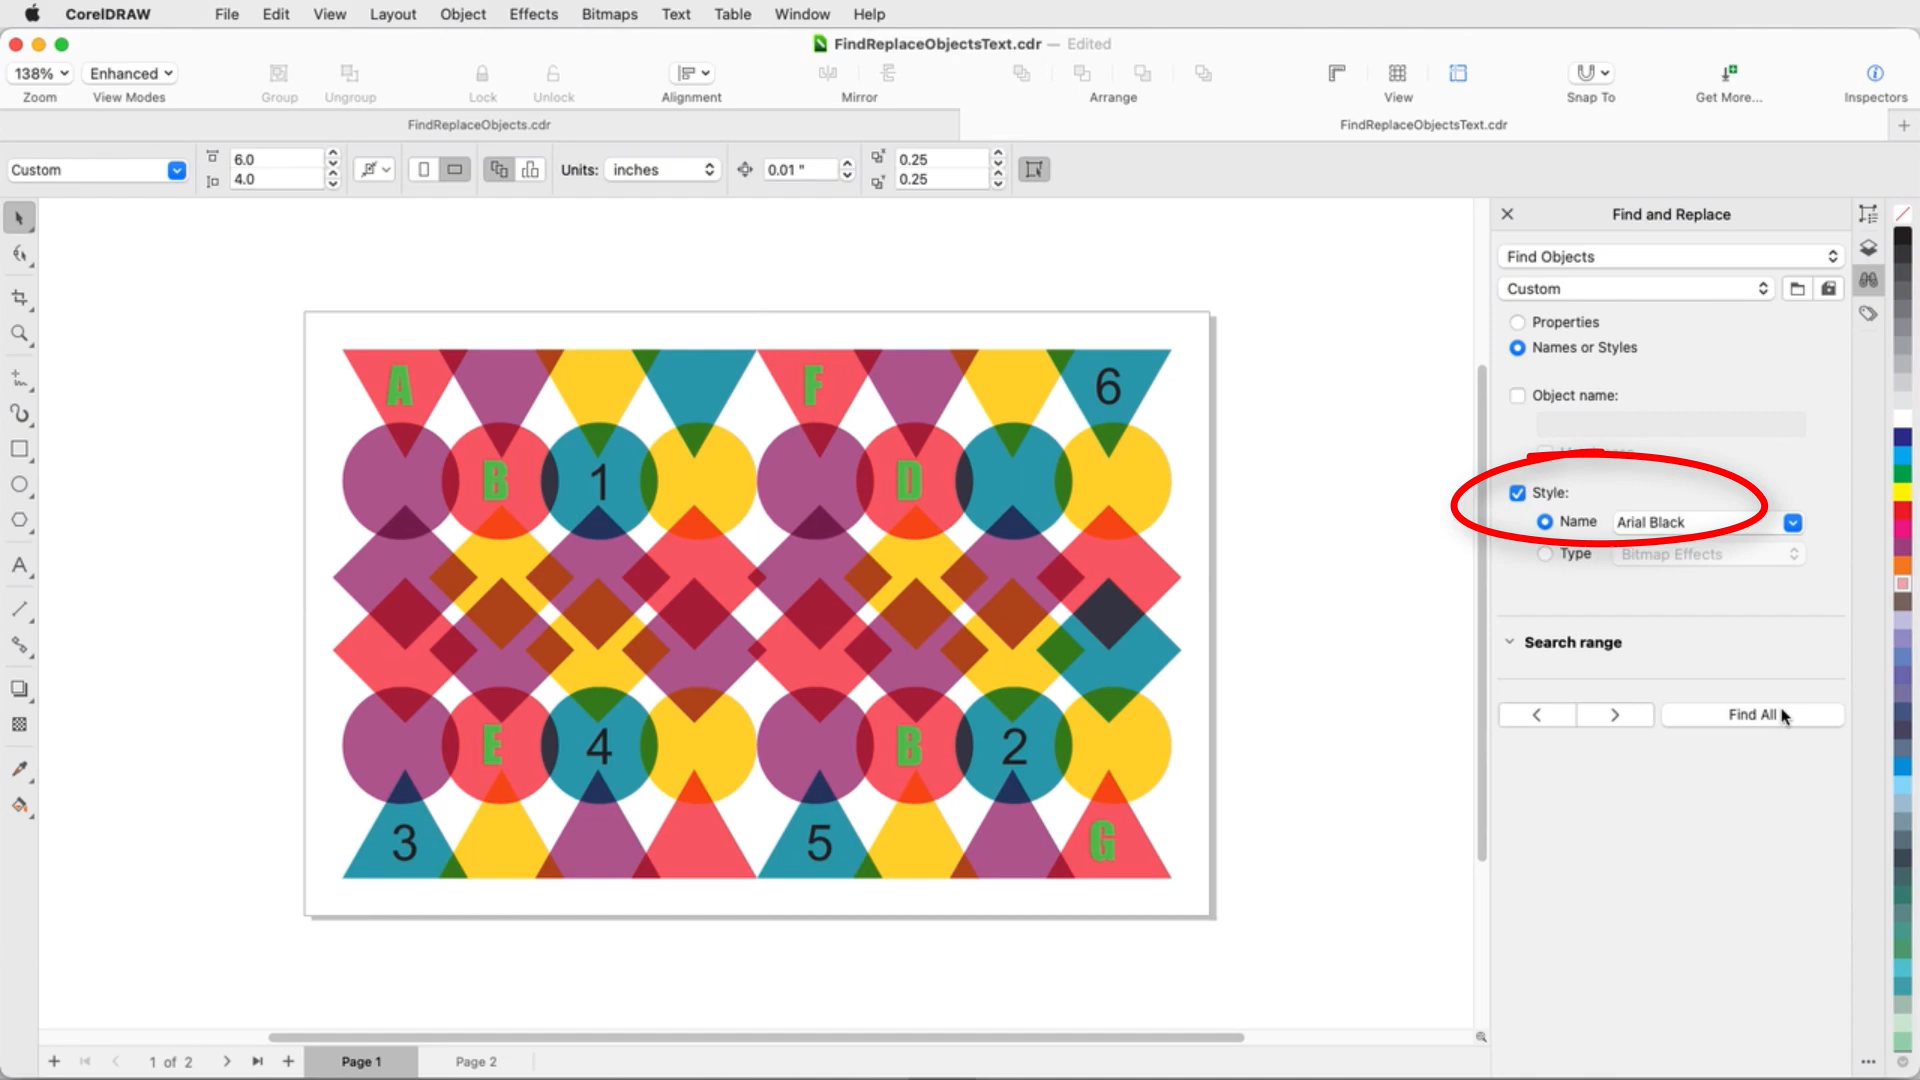 CorelDRAW File Edit View Layout Object Effects Bitmaps Text Table Window Help
FindReplaceObjectsText.cdr — Edited
138% Enhanced
Zoom View Modes Group Ungroup Lock Unlock Alignment Mirror Arrange View Snap To Get More... Inspectors
FindReplaceObjects.cdr FindReplaceObjectsText.cdr
Custom 6.0 4.0 Units: inches 0.01 " 0.25 0.25
Find and Replace
Find Objects
Custom
Properties
Names or Styles
Object name:
Style:
Name Arial Black
Type Bitmap Effects
Search range
Find All
A F 6
B 1 D
E 4 B 2
3 5 G
1 of 2 Page 1 Page 2